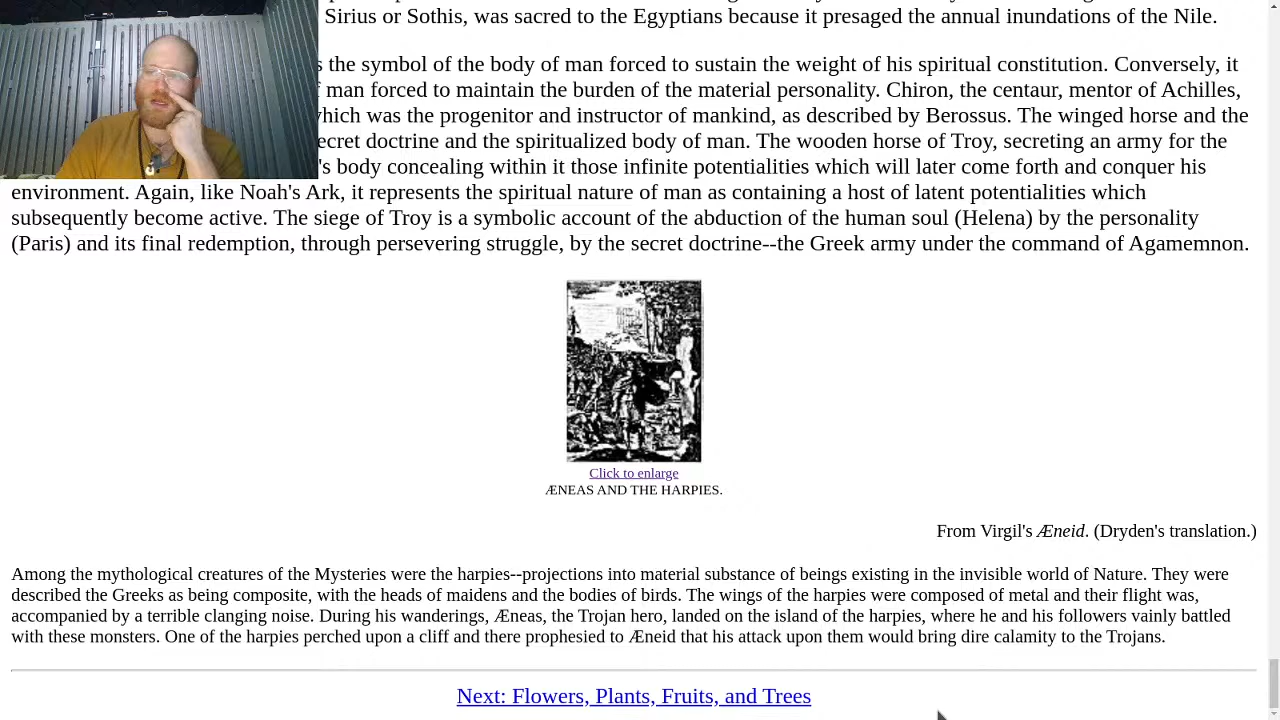 Sirius or Sothis, was sacred to the Egyptians because it presaged the annual inundations of the Nile.
the symbol of the body of man forced to sustain the weight of his spiritual constitution. Conversely, it
man forced to maintain the burden of the material personality. Chiron, the centaur, mentor of Achilles,
which was the progenitor and instructor of mankind, as described by Berossus. The winged horse and the
secret doctrine and the spiritualized body of man. The wooden horse of Troy, secreting an army for the
's body concealing within it those infinite potentialities which will later come forth and conquer his
environment. Again, like Noah's Ark, it represents the spiritual nature of man as containing a host of latent potentialities which
subsequently become active. The siege of Troy is a symbolic account of the abduction of the human soul (Helena) by the personality
(Paris) and its final redemption, through persevering struggle, by the secret doctrine--the Greek army under the command of Agamemnon.
Click to enlarge
ÆNEAS AND THE HARPIES.
From Virgil's Æneid. (Dryden's translation.)
Among the mythological creatures of the Mysteries were the harpies--projections into material substance of beings existing in the invisible world of Nature. They were
described the Greeks as being composite, with the heads of maidens and the bodies of birds. The wings of the harpies were composed of metal and their flight was,
accompanied by a terrible clanging noise. During his wanderings, Æneas, the Trojan hero, landed on the island of the harpies, where he and his followers vainly battled
with these monsters. One of the harpies perched upon a cliff and there prophesied to Æneid that his attack upon them would bring dire calamity to the Trojans.
Next: Flowers, Plants, Fruits, and Trees